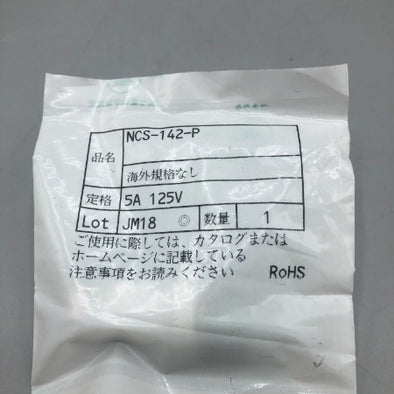 品名 NCS-142-P
海外規格なし
定格 5A 125V
Lot JM18 ◎ 数量 1
ご使用に際しては、カタログまたは
ホームページに記載している
注意事項をお読みください RoHS